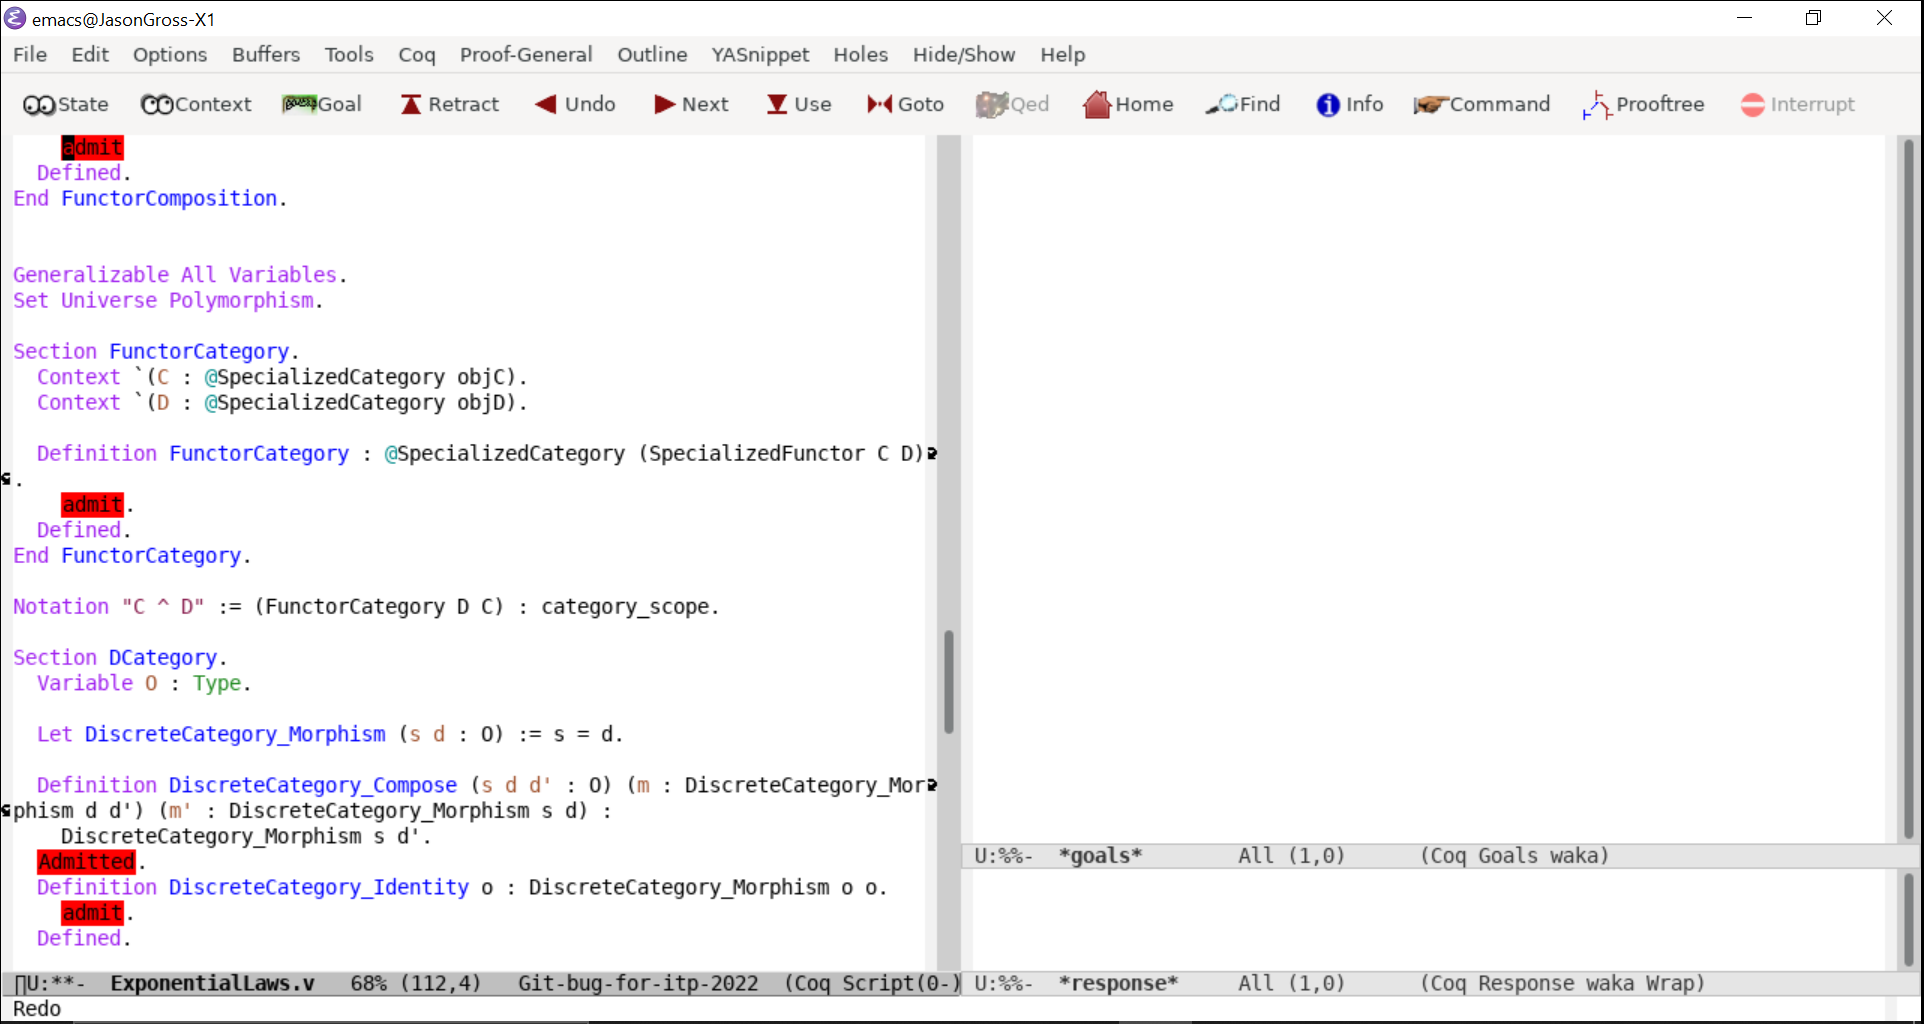 emacs@JasonGross-X1
File Edit Options Buffers Tools Coq Proof-General Outline YASnippet Holes Hide/Show Help
State Context Goal Retract Undo Next Use Goto Qed Home Find Info Command Prooftree Interrupt
    admit
  Defined.
End FunctorComposition.
Generalizable All Variables.
Set Universe Polymorphism.
Section FunctorCategory.
  Context `(C : @SpecializedCategory objC).
  Context `(D : @SpecializedCategory objD).
  Definition FunctorCategory : @SpecializedCategory (SpecializedFunctor C D)
.
    admit.
  Defined.
End FunctorCategory.
Notation "C ^ D" := (FunctorCategory D C) : category_scope.
Section DCategory.
  Variable O : Type.
  Let DiscreteCategory_Morphism (s d : O) := s = d.
  Definition DiscreteCategory_Compose (s d d' : O) (m : DiscreteCategory_Mor
phism d d') (m' : DiscreteCategory_Morphism s d) :
    DiscreteCategory_Morphism s d'.
  Admitted.
  Definition DiscreteCategory_Identity o : DiscreteCategory_Morphism o o.
    admit.
  Defined.
U:**-  ExponentialLaws.v   68% (112,4)   Git-bug-for-itp-2022  (Coq Script(0-)
Redo
U:%%-  *goals*        All (1,0)      (Coq Goals waka)
U:%%-  *response*     All (1,0)      (Coq Response waka Wrap)